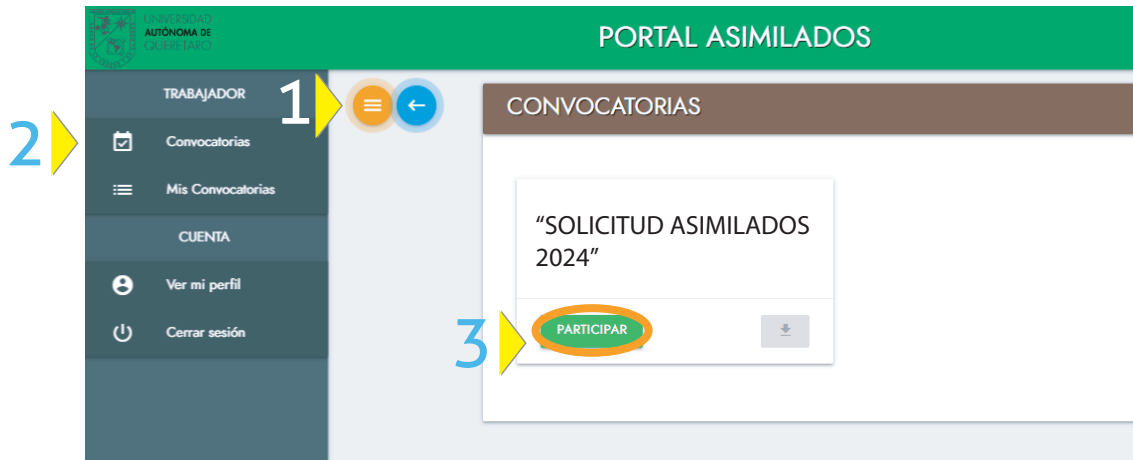 UNIVERSIDAD
AUTÓNOMA DE
QUERÉTARO
PORTAL ASIMILADOS
TRABAJADOR
1
CONVOCATORIAS
2
Convocatorias
Mis Convocatorias
CUENTA
Ver mi perfil
Cerrar sesión
“SOLICITUD ASIMILADOS
2024”
3
PARTICIPAR